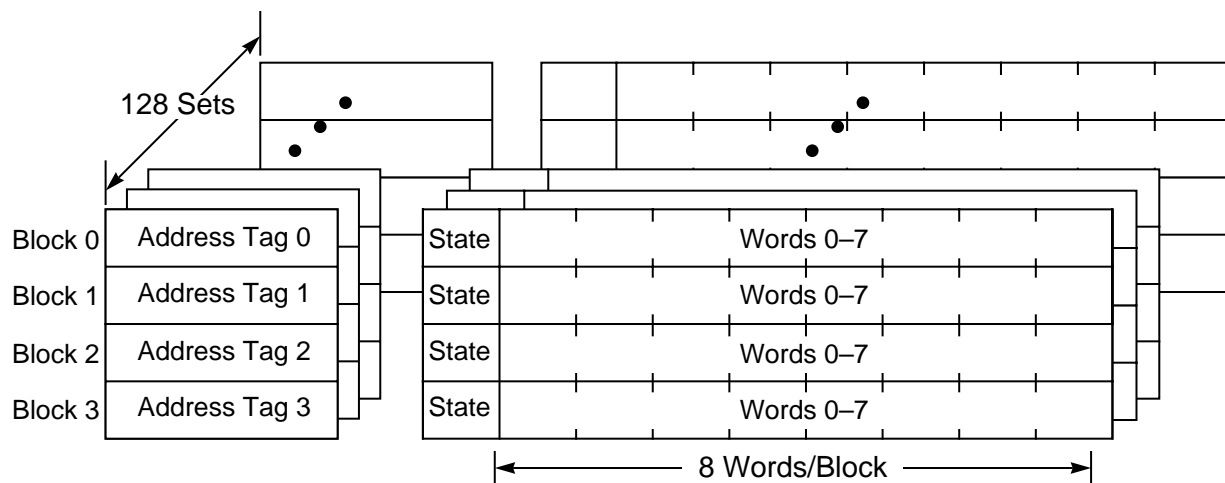 128 Sets
Block 0 Address Tag 0 State Words 0–7
Block 1 Address Tag 1 State Words 0–7
Block 2 Address Tag 2 State Words 0–7
Block 3 Address Tag 3 State Words 0–7
8 Words/Block